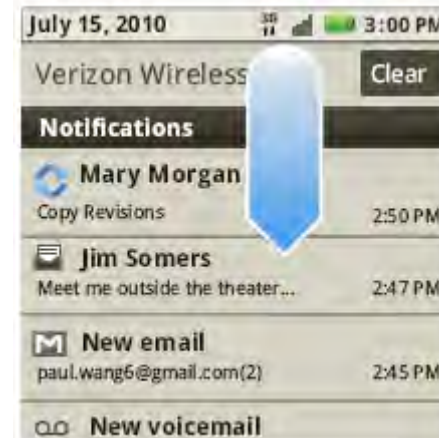 July 15, 2010 3G 3:00 PM
Verizon Wireless Clear
Notifications
Mary Morgan
Copy Revisions 2:50 PM
Jim Somers
Meet me outside the theater... 2:47 PM
New email
paul.wang6@gmail.com(2) 2:45 PM
New voicemail